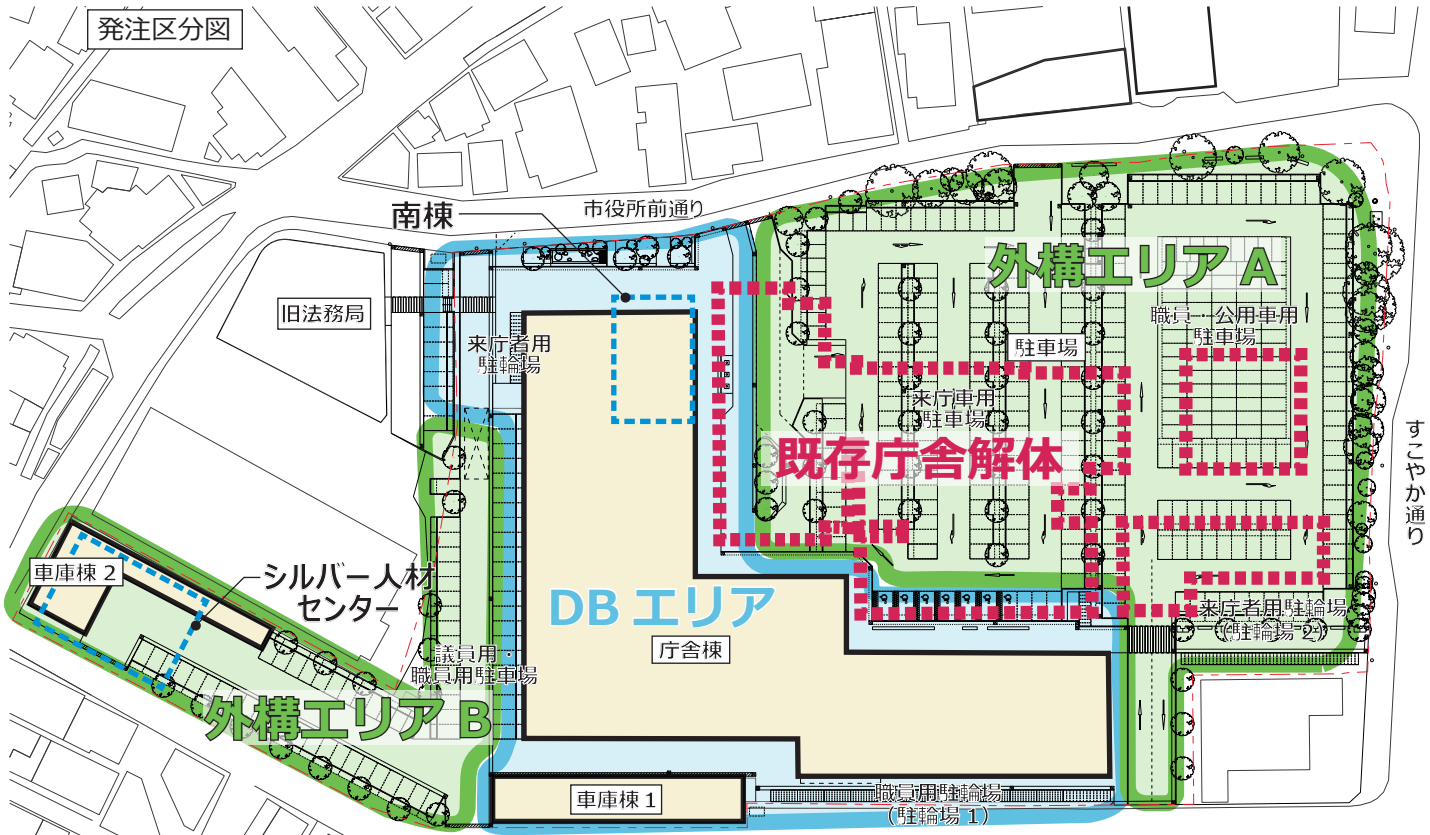 発注区分図
南棟
市役所前通り
旧法務局
来庁者用
駐輪場
外構エリア A
職員・公用車用
駐車場
駐車場
来庁車用
駐車場
既存庁舎解体
すこやか通り
車庫棟 2
シルバー人材
センター
DB エリア
庁舎棟
来庁者用駐輪場
（駐輪場 2）
議員用・
職員用駐車場
外構エリア B
車庫棟 1
職員用駐輪場
（駐輪場 1）